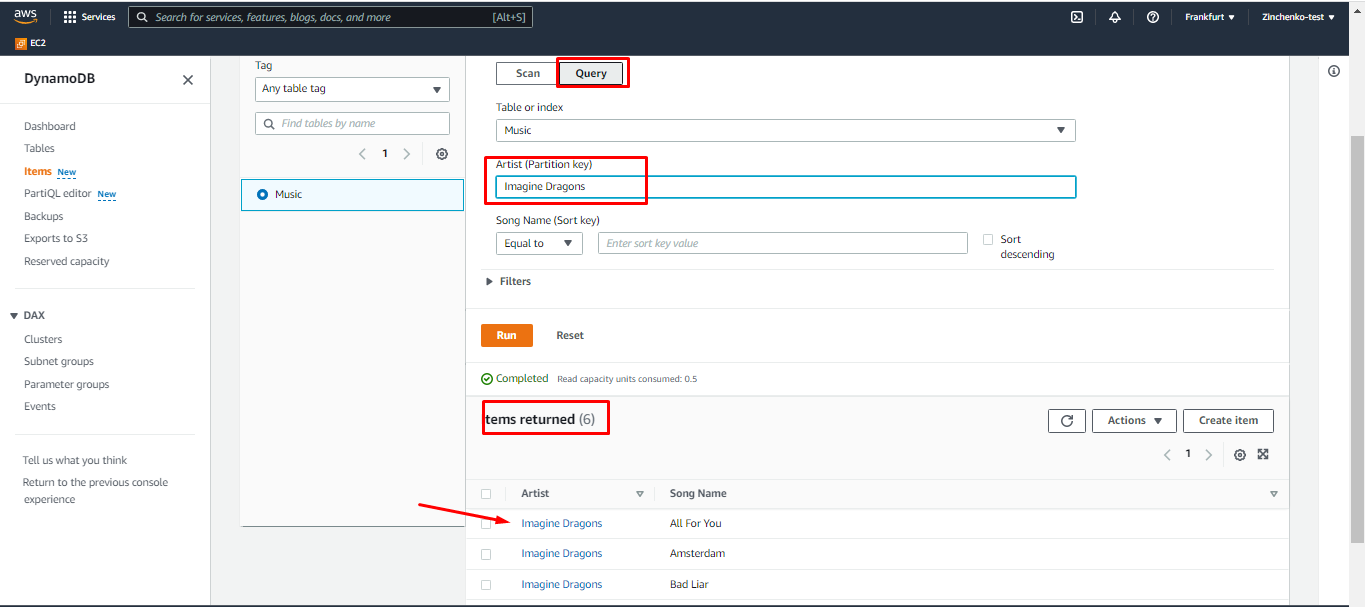 aws
Services
Search for services, features, blogs, docs, and more
[Alt+S]
Frankfurt
Zinchenko-test
EC2
DynamoDB
Dashboard
Tables
Items New
PartiQL editor New
Backups
Exports to S3
Reserved capacity
DAX
Clusters
Subnet groups
Parameter groups
Events
Tell us what you think
Return to the previous console
experience
Tag
Any table tag
Find tables by name
1
Music
Scan
Query
Table or index
Music
Artist (Partition key)
Imagine Dragons
Song Name (Sort key)
Equal to
Enter sort key value
Sort
descending
Filters
Run
Reset
Completed
Read capacity units consumed: 0.5
tems returned (6)
Actions
Create item
1
Artist
Song Name
Imagine Dragons
All For You
Imagine Dragons
Amsterdam
Imagine Dragons
Bad Liar